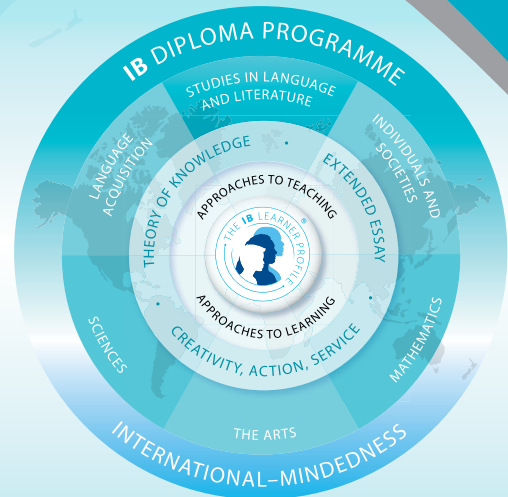 IB DIPLOMA PROGRAMME
STUDIES IN LANGUAGE
AND LITERATURE
LANGUAGE
ACQUISITION
INDIVIDUALS AND
SOCIETIES
THEORY OF KNOWLEDGE
EXTENDED ESSAY
APPROACHES TO TEACHING
THE IB LEARNER PROFILE
®
APPROACHES TO LEARNING
CREATIVITY, ACTION, SERVICE
SCIENCES
MATHEMATICS
THE ARTS
INTERNATIONAL–MINDEDNESS